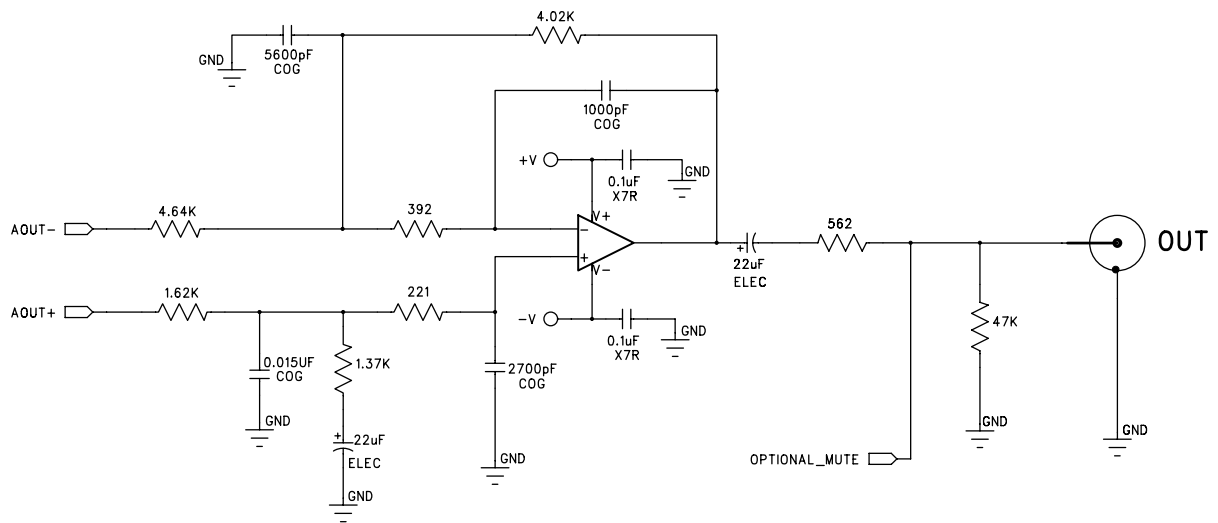 4.02K
GND
5600pF
COG
1000pF
COG
+V
GND
0.1uF
X7R
V+
AOUT-
4.64K
392
-
+
V-
562
+
22uF
ELEC
OUT
AOUT+
1.62K
221
-V
GND
0.1uF
X7R
47K
0.015UF
COG
1.37K
2700pF
COG
GND
GND
GND
+
22uF
ELEC
GND
OPTIONAL_MUTE
GND
GND